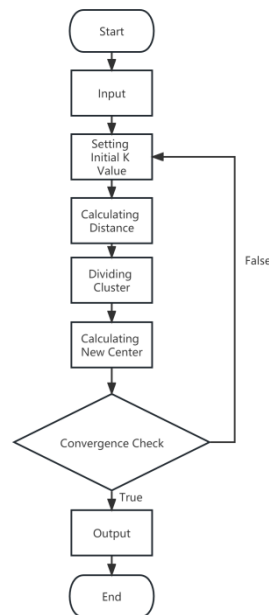 Start
Input
Setting
Initial K
Value
Calculating
Distance
False
Dividing
Cluster
Calculating
New Center
Convergence Check
True
Output
End